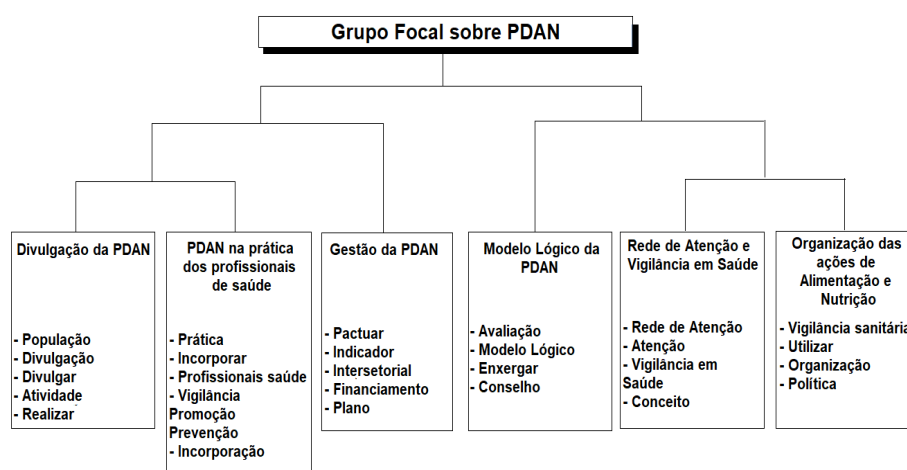 Grupo Focal sobre PDAN
Divulgação da PDAN
- População
- Divulgação
- Divulgar
- Atividade
- Realizar
PDAN na prática
dos profissionais
de saúde
- Prática
- Incorporar
- Profissionais saúde
- Vigilância
Promoção
Prevenção
- Incorporação
Gestão da PDAN
- Pactuar
- Indicador
- Intersetorial
- Financiamento
- Plano
Modelo Lógico da
PDAN
- Avaliação
- Modelo Lógico
- Enxergar
- Conselho
Rede de Atenção e
Vigilância em Saúde
- Rede de Atenção
- Atenção
- Vigilância em
Saúde
- Conceito
Organização das
ações de
Alimentação e
Nutrição
- Vigilância sanitária
- Utilizar
- Organização
- Política